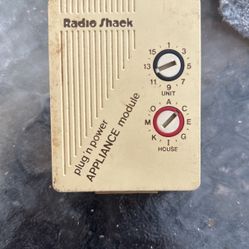 Radio Shack
plug 'n power
APPLIANCE module
1
15 3
13 5
11 7
9
UNIT
A
O C
M E
K G
I
HOUSE